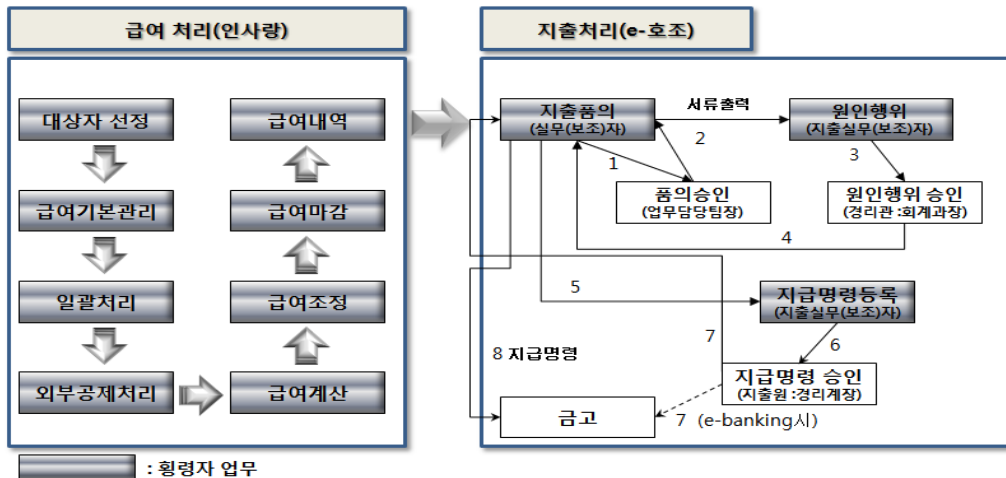 급여 처리(인사랑)
지출처리(e-호조)
대상자 선정
급여기본관리
일괄처리
외부공제처리
급여내역
급여마감
급여조정
급여계산
지출품의
(실무(보조)자)
서류출력
2
원인행위
(지출실무(보조)자)
1
3
품의승인
(업무담당팀장)
원인행위 승인
(경리관 :회계과장)
4
5
지급명령등록
(지출실무(보조)자)
6
7
8 지급명령
지급명령 승인
(지출원 :경리계장)
금고
7 (e-banking시)
: 횡령자 업무